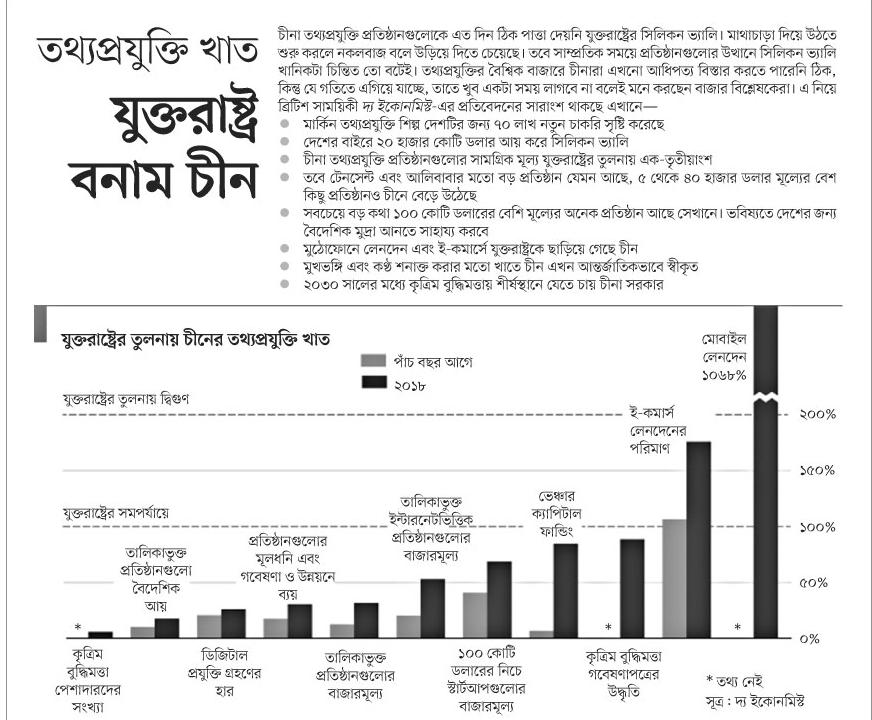 তথ্যপ্রযুক্তি খাত
যুক্তরাষ্ট্র
বনাম চীন
চীনা তথ্যপ্রযুক্তি প্রতিষ্ঠানগুলোকে এত দিন ঠিক পাত্তা দেয়নি যুক্তরাষ্ট্রের সিলিকন ভ্যালি। মাথাচাড়া দিয়ে উঠতে
শুরু করলে নকলবাজ বলে উড়িয়ে দিতে চেয়েছে। তবে সাম্প্রতিক সময়ে প্রতিষ্ঠানগুলোর উত্থানে সিলিকন ভ্যালি
খানিকটা চিন্তিত তো বটেই। তথ্যপ্রযুক্তির বৈশ্বিক বাজারে চীনারা এখনো আধিপত্য বিস্তার করতে পারেনি ঠিক,
কিন্তু যে গতিতে এগিয়ে যাচ্ছে, তাতে খুব একটা সময় লাগবে না বলেই মনে করছেন বাজার বিশ্লেষকেরা। এ নিয়ে
ব্রিটিশ সাময়িকী দ্য ইকোনমিস্ট-এর প্রতিবেদনের সারাংশ থাকছে এখানে—
● মার্কিন তথ্যপ্রযুক্তি শিল্প দেশটির জন্য ৭০ লাখ নতুন চাকরি সৃষ্টি করেছে
● দেশের বাইরে ২০ হাজার কোটি ডলার আয় করে সিলিকন ভ্যালি
● চীনা তথ্যপ্রযুক্তি প্রতিষ্ঠানগুলোর সামগ্রিক মূল্য যুক্তরাষ্ট্রের তুলনায় এক-তৃতীয়াংশ
● তবে টেনসেন্ট এবং আলিবাবার মতো বড় প্রতিষ্ঠান যেমন আছে, ৫ থেকে ৪০ হাজার ডলার মূল্যের বেশ
কিছু প্রতিষ্ঠানও চীনে বেড়ে উঠেছে
● সবচেয়ে বড় কথা ১০০ কোটি ডলারের বেশি মূল্যের অনেক প্রতিষ্ঠান আছে সেখানে। ভবিষ্যতে দেশের জন্য
বৈদেশিক মুদ্রা আনতে সাহায্য করবে
● মুঠোফোনে লেনদেন এবং ই-কমার্সে যুক্তরাষ্ট্রকে ছাড়িয়ে গেছে চীন
● মুখভঙ্গি এবং কণ্ঠ শনাক্ত করার মতো খাতে চীন এখন আন্তর্জাতিকভাবে স্বীকৃত
● ২০৩০ সালের মধ্যে কৃত্রিম বুদ্ধিমত্তায় শীর্ষস্থানে যেতে চায় চীনা সরকার
যুক্তরাষ্ট্রের তুলনায় চীনের তথ্যপ্রযুক্তি খাত
পাঁচ বছর আগে
২০১৮
মোবাইল
লেনদেন
১০৬৮%
যুক্তরাষ্ট্রের তুলনায় দ্বিগুণ
ই-কমার্স
লেনদেনের
পরিমাণ
২০০%
১৫০%
যুক্তরাষ্ট্রের সমপর্যায়ে
১০০%
৫০%
০%
তালিকাভুক্ত
প্রতিষ্ঠানগুলো
বৈদেশিক
আয়
প্রতিষ্ঠানগুলোর
মূলধনি এবং
গবেষণা ও উন্নয়নে
ব্যয়
তালিকাভুক্ত
ইন্টারনেটভিত্তিক
প্রতিষ্ঠানগুলোর
বাজারমূল্য
ভেঞ্চার
ক্যাপিটাল
ফান্ডিং
*
*
*
কৃত্রিম
বুদ্ধিমত্তা
পেশাদারদের
সংখ্যা
ডিজিটাল
প্রযুক্তি গ্রহণের
হার
তালিকাভুক্ত
প্রতিষ্ঠানগুলোর
বাজারমূল্য
১০০ কোটি
ডলারের নিচে
স্টার্টআপগুলোর
বাজারমূল্য
কৃত্রিম বুদ্ধিমত্তা
গবেষণাপত্রের
উদ্ধৃতি
* তথ্য নেই
সূত্র : দ্য ইকোনমিস্ট